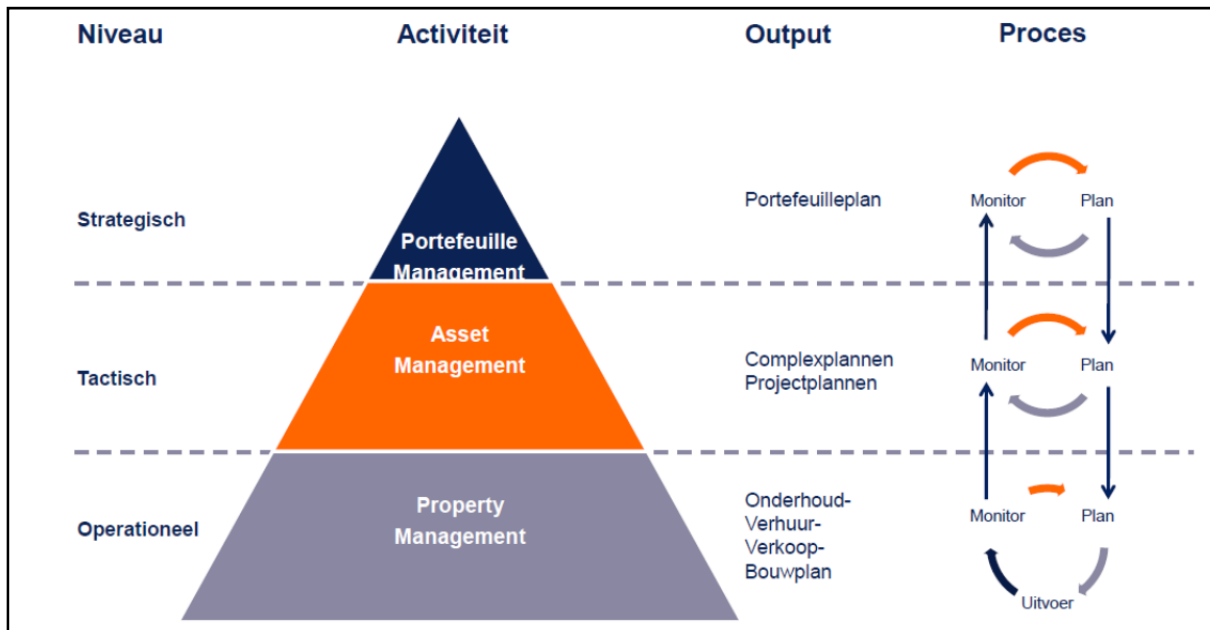 Niveau Activiteit Output Proces
Strategisch
Portefeuille
Management
Portefeuilleplan
Monitor Plan
Tactisch
Asset
Management
Complexplannen
Projectplannen
Monitor Plan
Operationeel
Property
Management
Onderhoud-
Verhuur-
Verkoop-
Bouwplan
Monitor Plan
Uitvoer